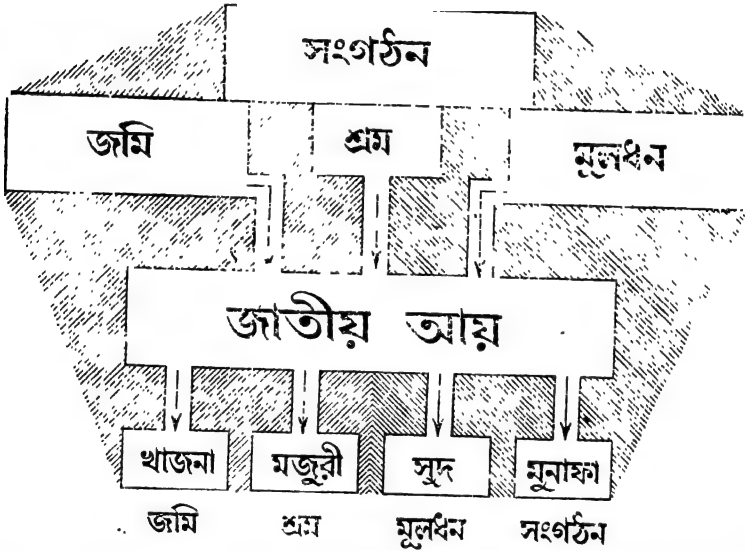 সংগঠন
জমি শ্রম মূলধন
জাতীয় আয়
খাজনা মজুরী সুদ মুনাফা
জমি শ্রম মূলধন সংগঠন